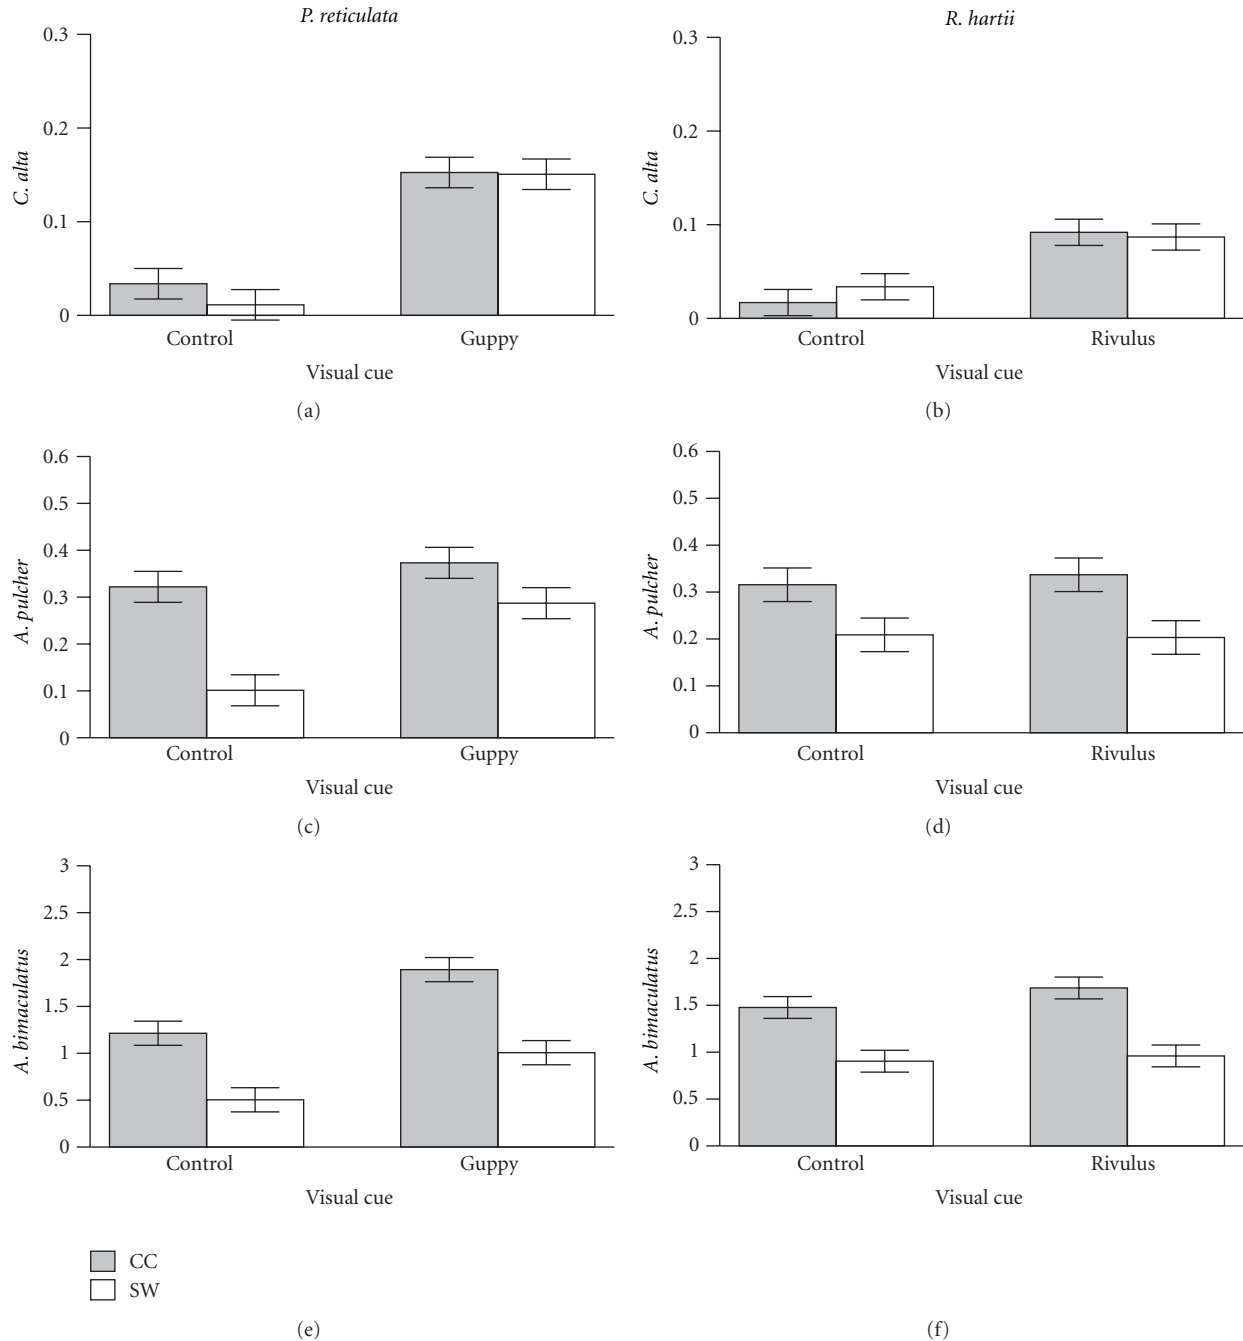 P. reticulata
R. hartii
0.3
0.2
0.1
0
C. alta
Control
Guppy
Visual cue
(a)
0.3
0.2
0.1
0
C. alta
Control
Rivulus
Visual cue
(b)
0.6
0.5
0.4
0.3
0.2
0.1
0
A. pulcher
Control
Guppy
Visual cue
(c)
0.6
0.5
0.4
0.3
0.2
0.1
0
A. pulcher
Control
Rivulus
Visual cue
(d)
3
2.5
2
1.5
1
0.5
0
A. bimaculatus
Control
Guppy
Visual cue
CC
SW
(e)
3
2.5
2
1.5
1
0.5
0
A. bimaculatus
Control
Rivulus
Visual cue
(f)